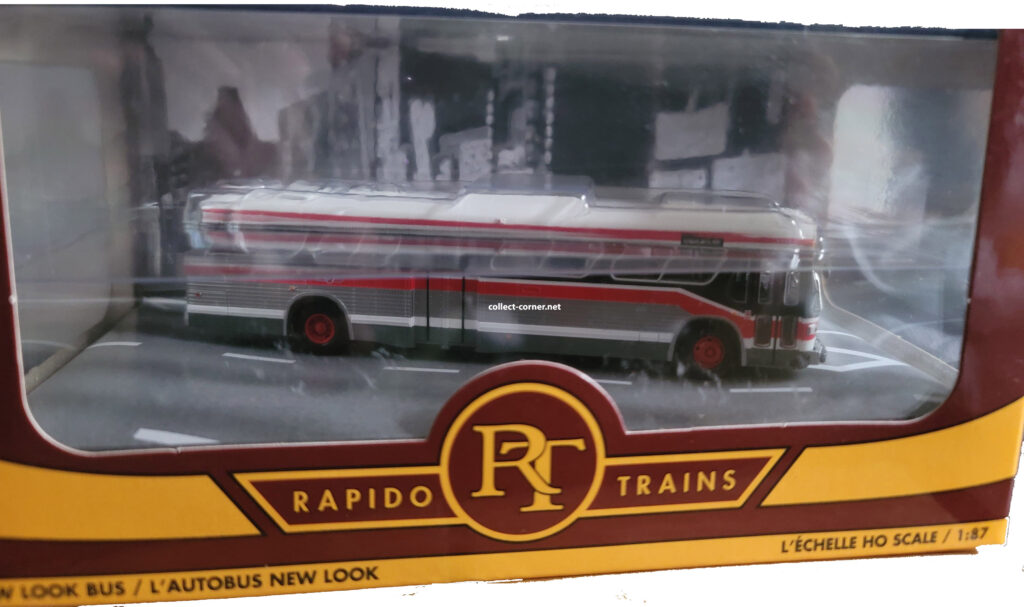 collect-corner.net
RT
RAPIDO TRAINS
L'ÉCHELLE HO SCALE / 1:87
LOOK BUS / L'AUTOBUS NEW LOOK